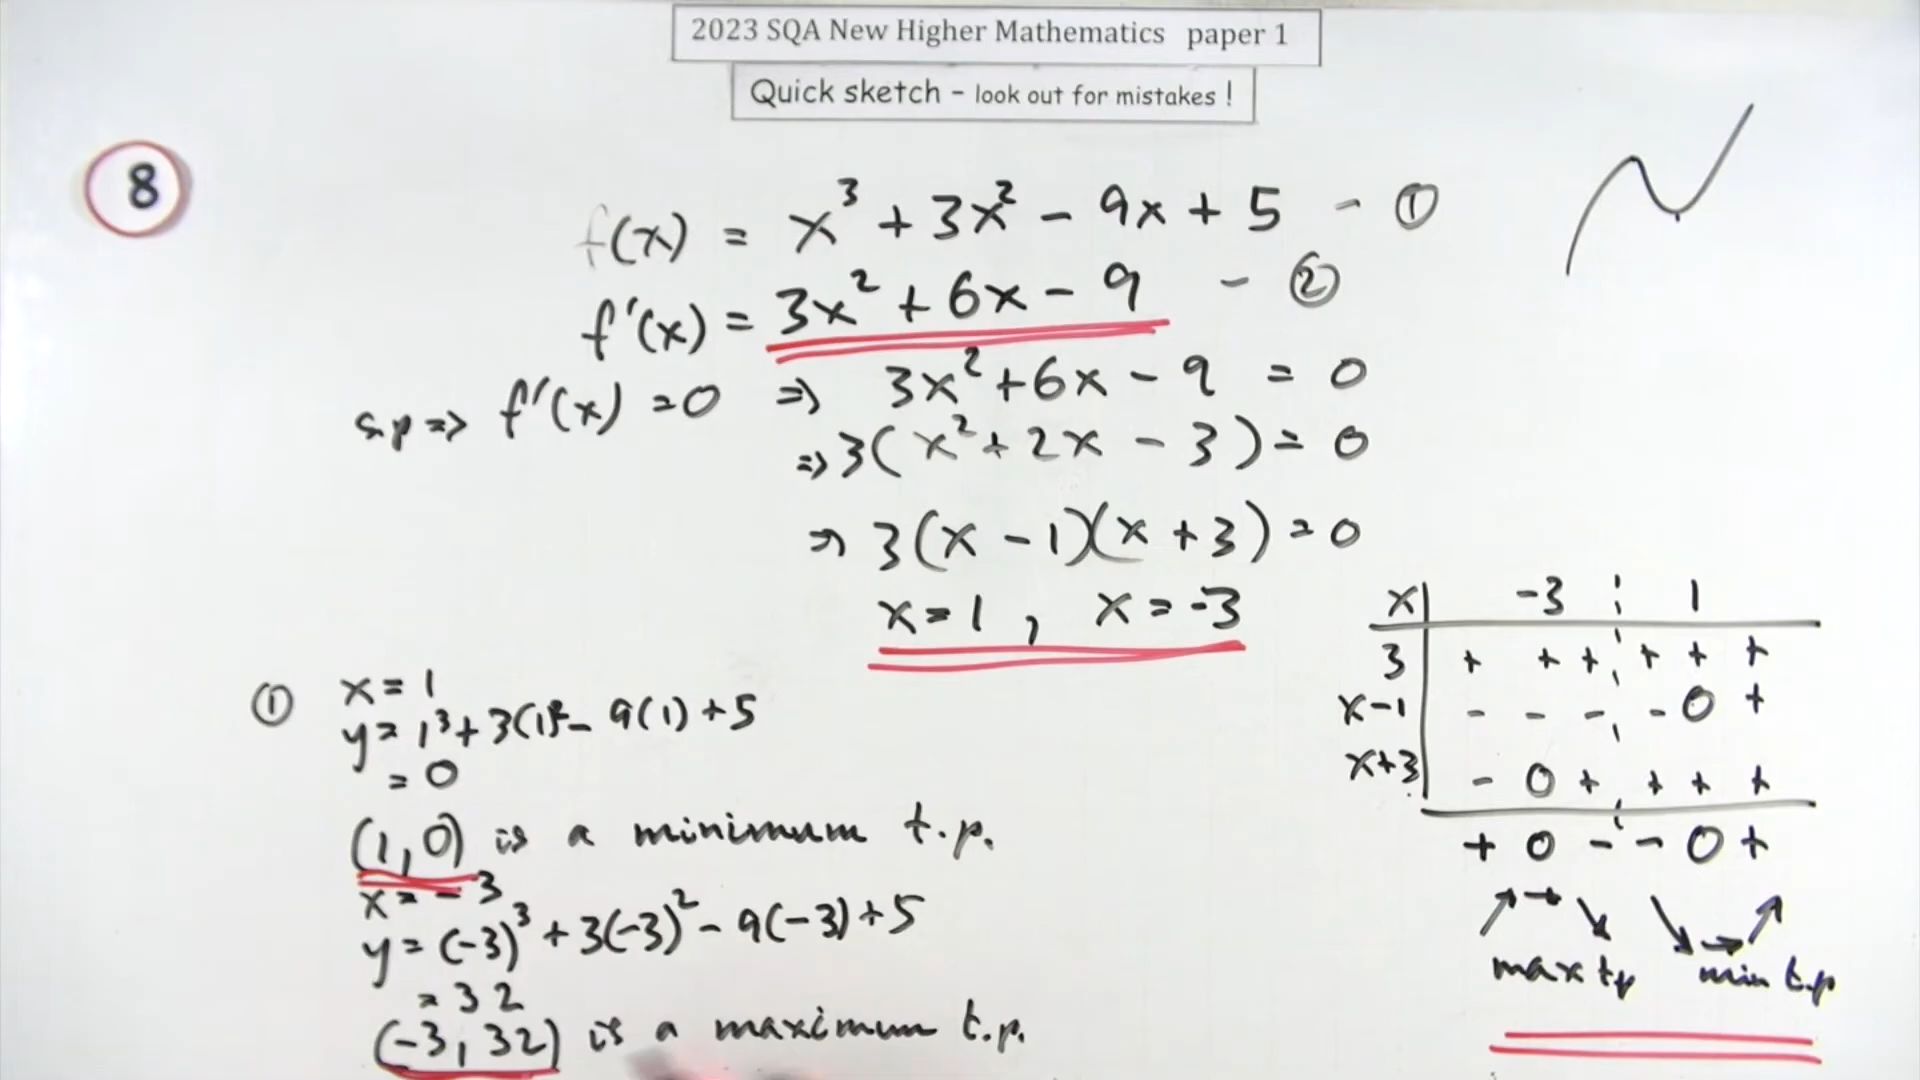 2023 SQA New Higher Mathematics paper 1
Quick sketch – look out for mistakes !
8
f(x) = x³ + 3x² - 9x + 5 - ①
f'(x) = 3x² + 6x - 9 - ②
s.p => f'(x) = 0 => 3x² + 6x - 9 = 0
=> 3(x² + 2x - 3) = 0
=> 3(x - 1)(x + 3) = 0
x = 1 , x = -3
① x = 1
y = 1³ + 3(1)² - 9(1) + 5
= 0
(1, 0) is a minimum t.p.
x = -3
y = (-3)³ + 3(-3)² - 9(-3) + 5
= 32
(-3, 32) is a maximum t.p.
x -3 1
3 + + + + + +
x-1 - - - - 0 +
x+3 - 0 + + + +
+ 0 - - 0 +
max tp min t.p